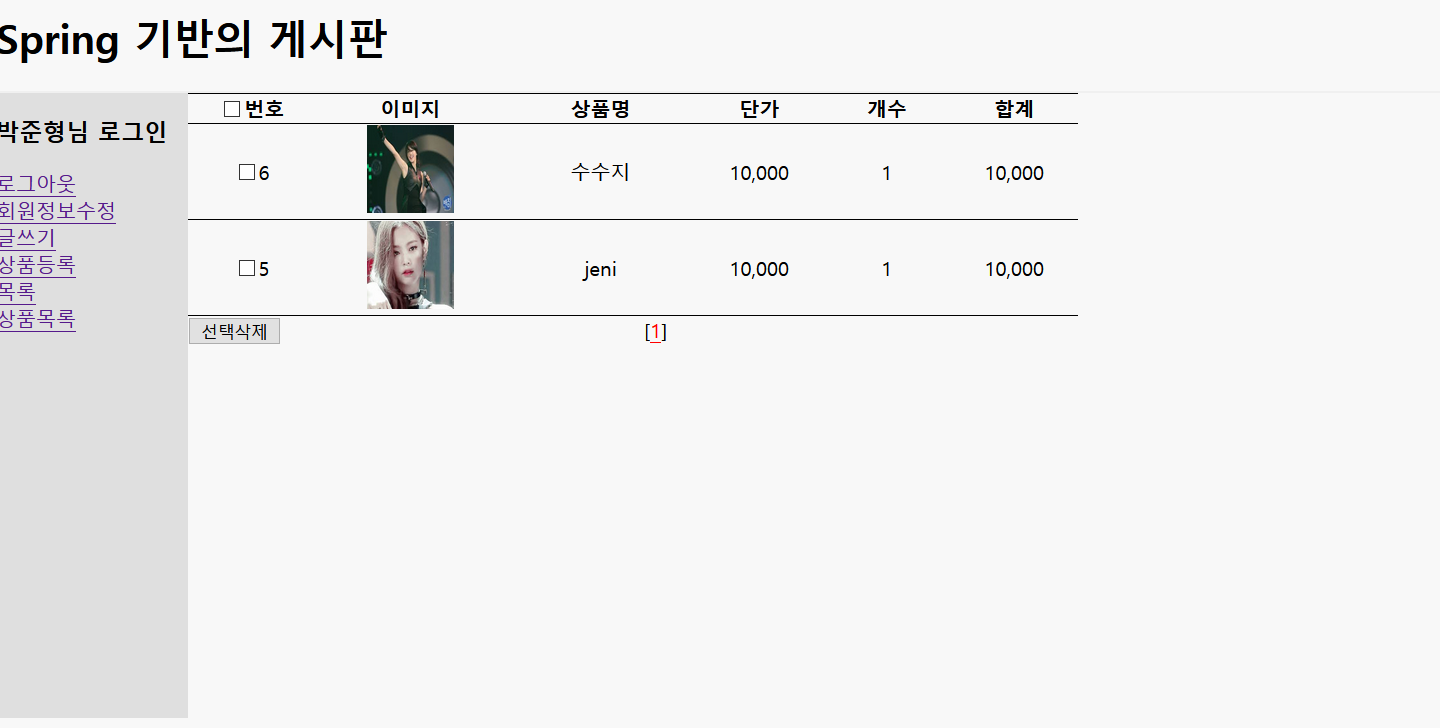 Spring 기반의 게시판
박준형님 로그인
로그아웃
회원정보수정
글쓰기
상품등록
목록
상품목록
번호 이미지 상품명 단가 개수 합계
6 수수지 10,000 1 10,000
5 jeni 10,000 1 10,000
선택삭제 [1]